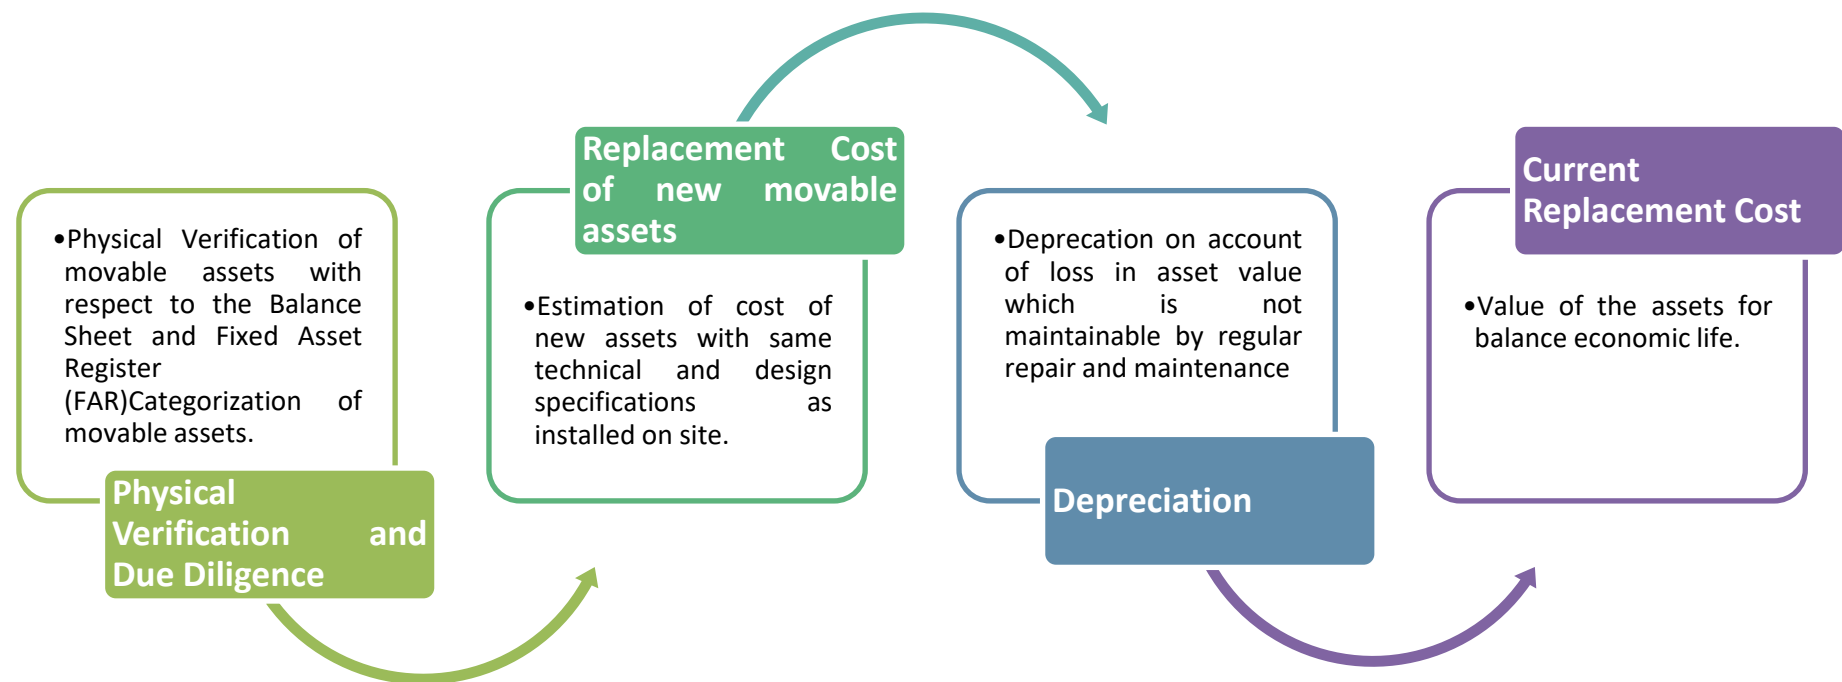 •Physical Verification of
movable assets with
respect to the Balance
Sheet and Fixed Asset
Register
(FAR)Categorization of
movable assets.
Physical
Verification and
Due Diligence
Replacement Cost
of new movable
assets
•Estimation of cost of
new assets with same
technical and design
specifications as
installed on site.
•Deprecation on account
of loss in asset value
which is not
maintainable by regular
repair and maintenance
Depreciation
Current
Replacement Cost
•Value of the assets for
balance economic life.